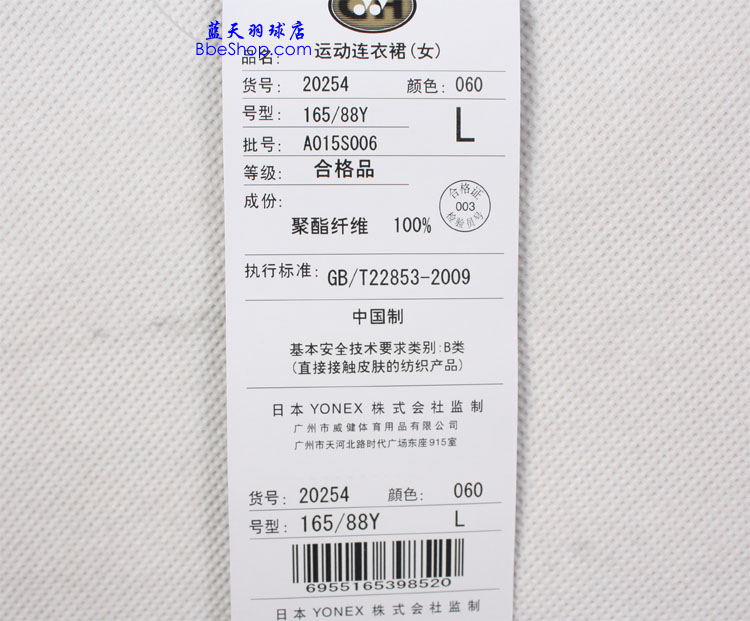 蓝天羽球店
BbeShop.com
品名: 运动连衣裙(女)
货号: 20254 颜色: 060
号型: 165/88Y L
批号: A015S006
等级: 合格品
成份:
聚酯纤维 100%
合格证
003
检验员号
执行标准: GB/T22853-2009
中国制
基本安全技术要求类别:B类
(直接接触皮肤的纺织产品)
日本 YONEX 株式会社监制
广州市威健体育用品有限公司
广州市天河北路时代广场东座915室
货号: 20254 顔色: 060
号型: 165/88Y L
6955165398520
日本 YONEX 株式会社监制